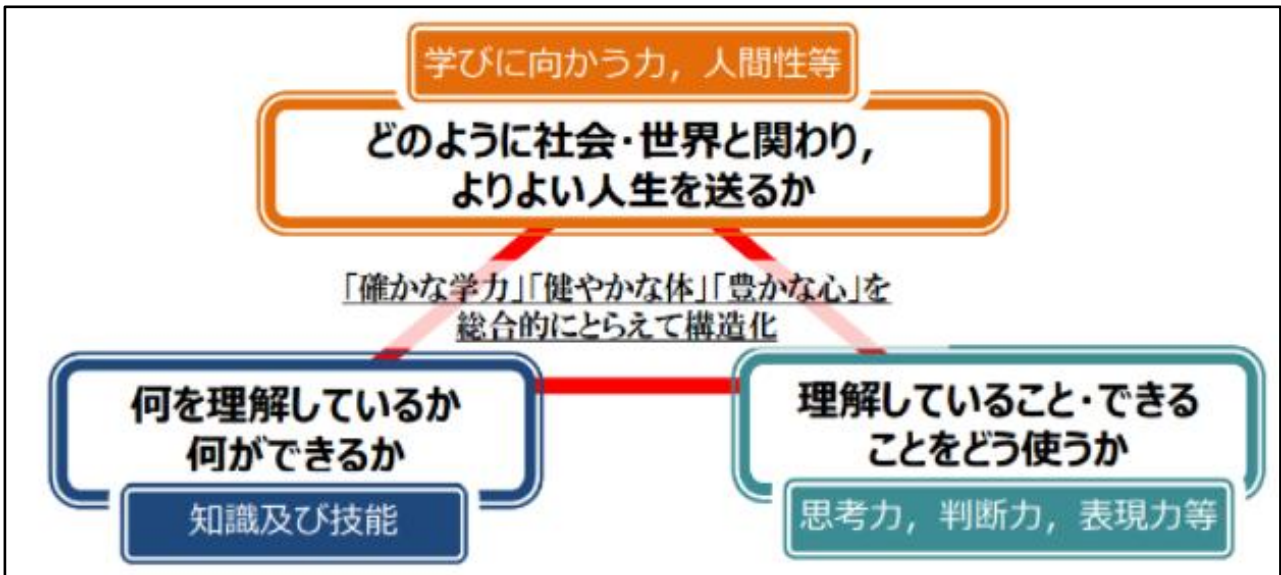 学びに向かう力，人間性等
どのように社会・世界と関わり，
よりよい人生を送るか
「確かな学力」「健やかな体」「豊かな心」を
総合的にとらえて構造化
何を理解しているか
何ができるか
知識及び技能
理解していること・できる
ことをどう使うか
思考力，判断力，表現力等